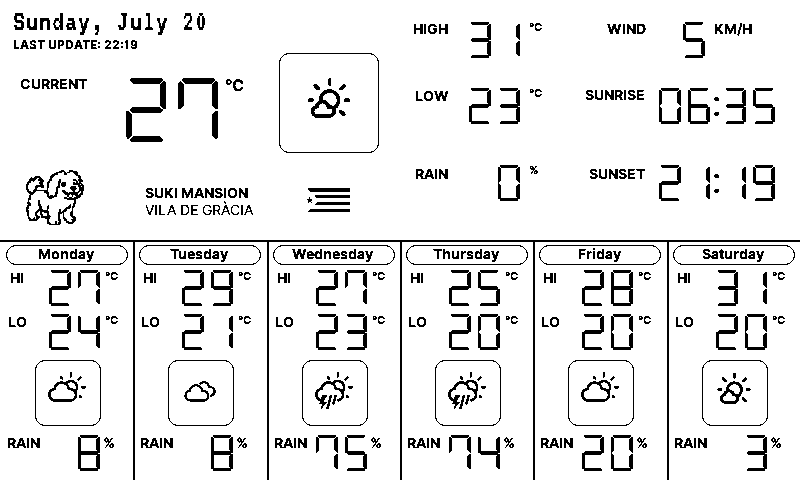 Sunday, July 20
LAST UPDATE: 22:19
CURRENT 27 °C
HIGH 31 °C
WIND 5 KM/H
LOW 23 °C
SUNRISE 06:35
RAIN 0 %
SUNSET 21:19
SUKI MANSION
VILA DE GRÀCIA
Monday
HI 27 °C
LO 24 °C
RAIN 8 %
Tuesday
HI 29 °C
LO 21 °C
RAIN 8 %
Wednesday
HI 27 °C
LO 23 °C
RAIN 75 %
Thursday
HI 25 °C
LO 20 °C
RAIN 74 %
Friday
HI 28 °C
LO 20 °C
RAIN 20 %
Saturday
HI 31 °C
LO 20 °C
RAIN 3 %